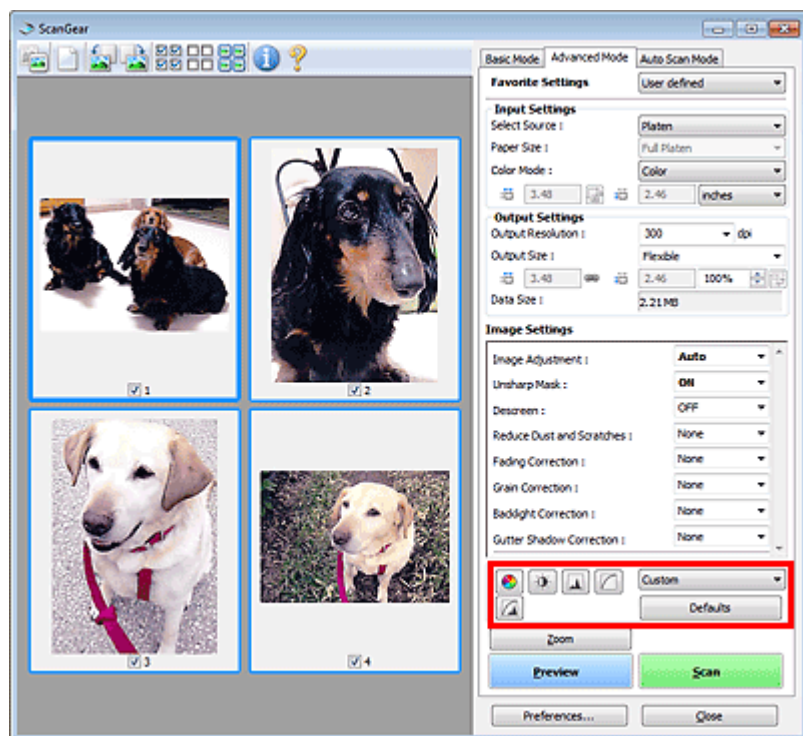 ScanGear
Basic Mode Advanced Mode Auto Scan Mode
Favorite Settings User defined
Input Settings
Select Source : Platen
Paper Size : Full Platen
Color Mode : Color
3.48 2.46 inches
Output Settings
Output Resolution : 300 dpi
Output Size : Flexible
3.48 2.46 100%
Data Size : 2.21 MB
Image Settings
Image Adjustment : Auto
Unsharp Mask : ON
Descreen : OFF
Reduce Dust and Scratches : None
Fading Correction : None
Grain Correction : None
Backlight Correction : None
Gutter Shadow Correction : None
Custom
Defaults
Zoom
Preview Scan
Preferences... Close
1
2
3
4